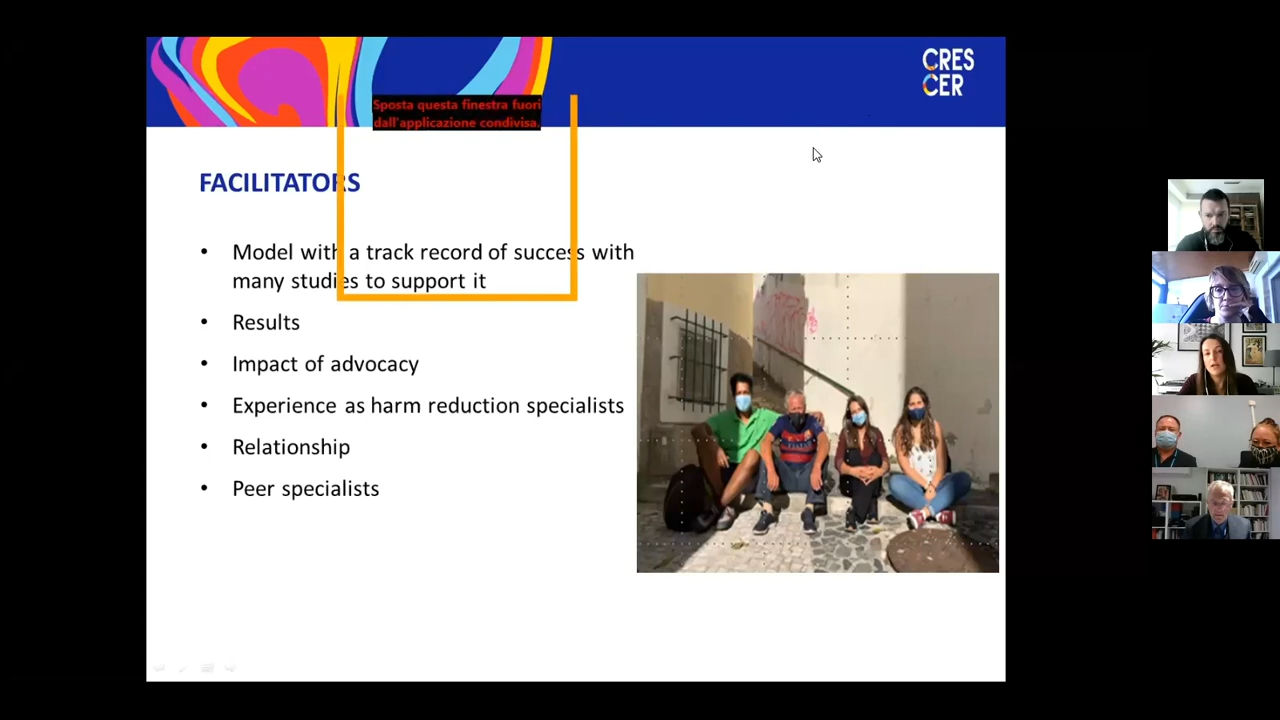 CRES
CER
Sposta questa finestra fuori
dall'applicazione condivisa.
FACILITATORS
• Model with a track record of success with
many studies to support it
• Results
• Impact of advocacy
• Experience as harm reduction specialists
• Relationship
• Peer specialists